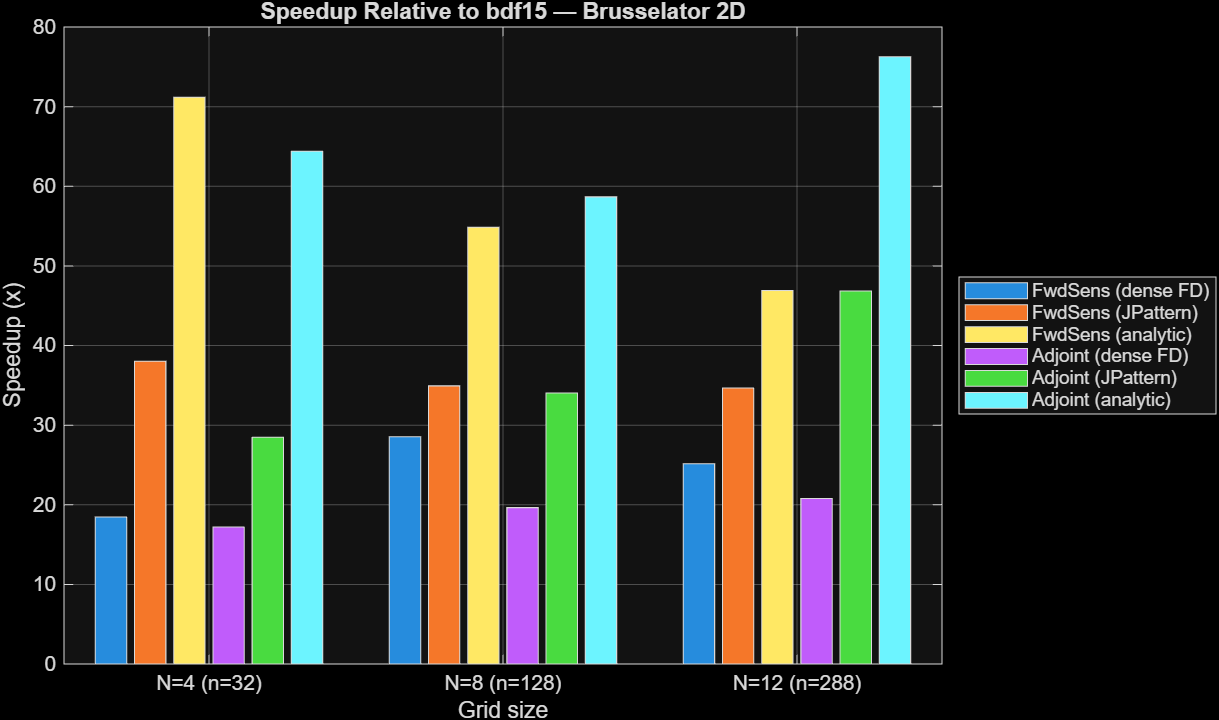 Speedup Relative to bdf15 — Brusselator 2D
80
70
60
50
40
30
20
10
0
Speedup (x)
N=4 (n=32)
N=8 (n=128)
N=12 (n=288)
Grid size
FwdSens (dense FD)
FwdSens (JPattern)
FwdSens (analytic)
Adjoint (dense FD)
Adjoint (JPattern)
Adjoint (analytic)